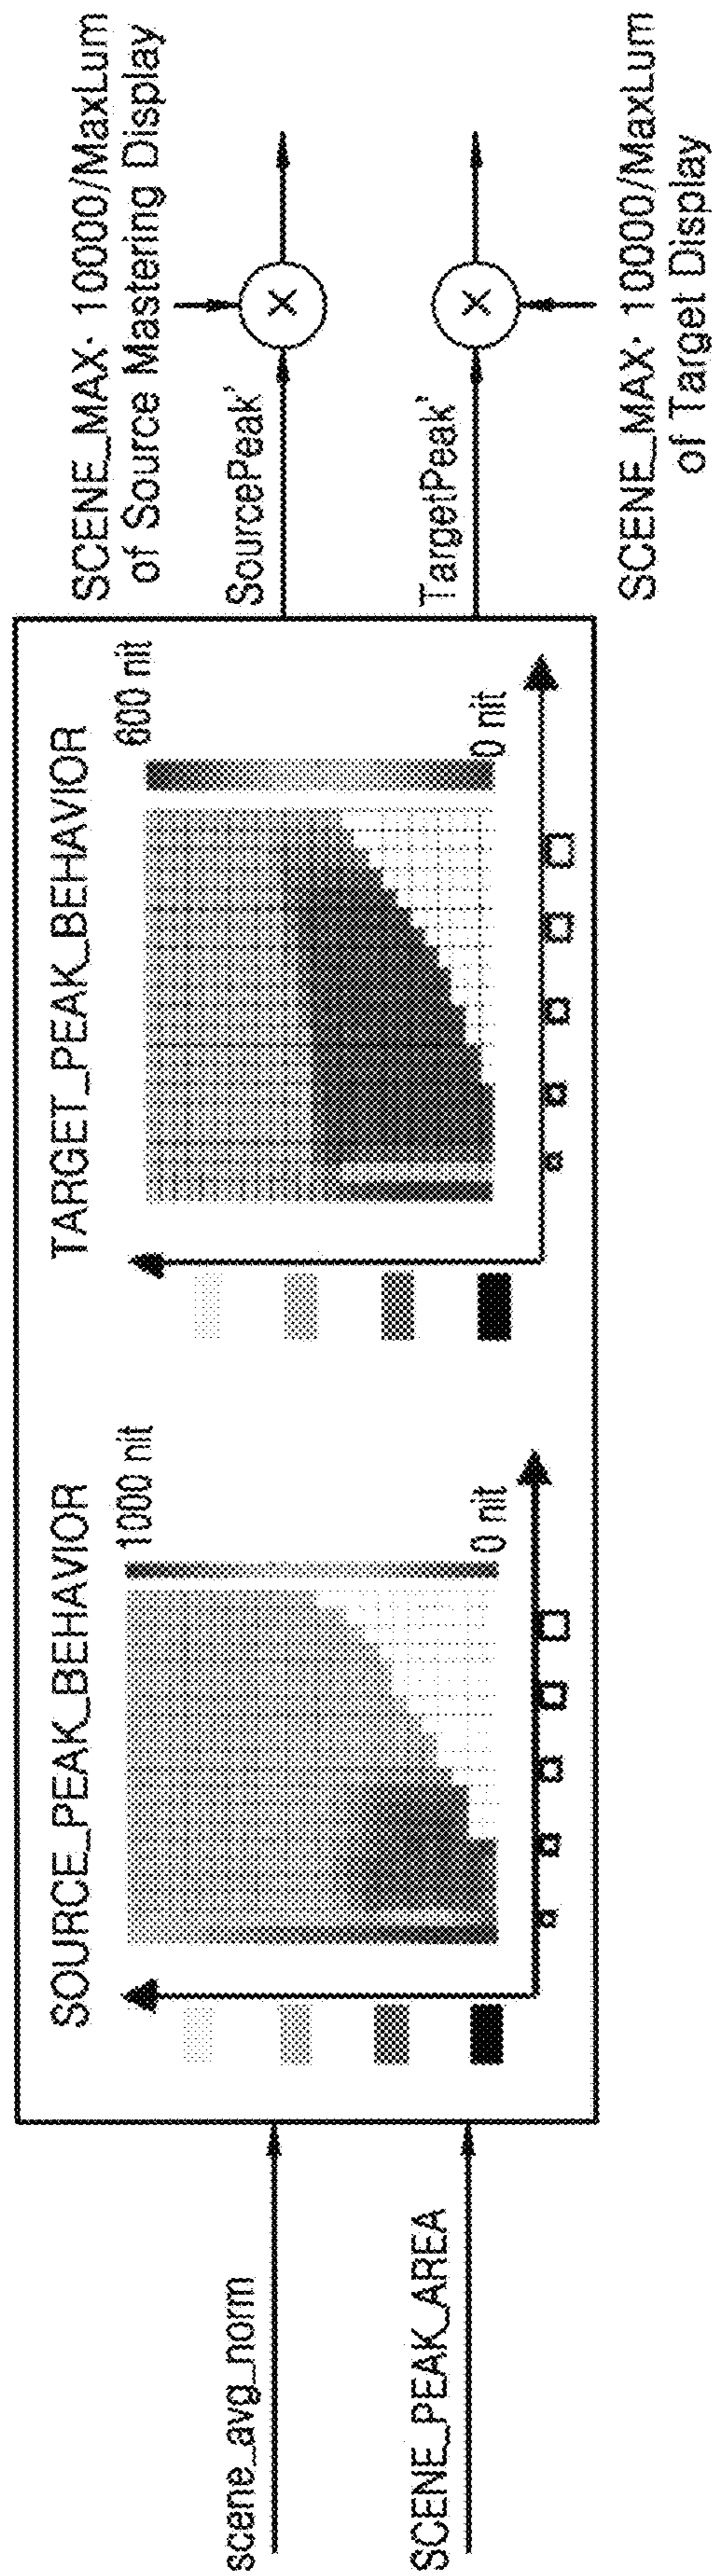 scene_avg_norm
SCENE_PEAK_AREA
SOURCE_PEAK_BEHAVIOR
1000 nit
0 nit
TARGET_PEAK_BEHAVIOR
600 nit
0 nit
SCENE_MAX· 10000/MaxLum
of Source Mastering Display
SourcePeak'
×
TargetPeak'
×
SCENE_MAX· 10000/MaxLum
of Target Display